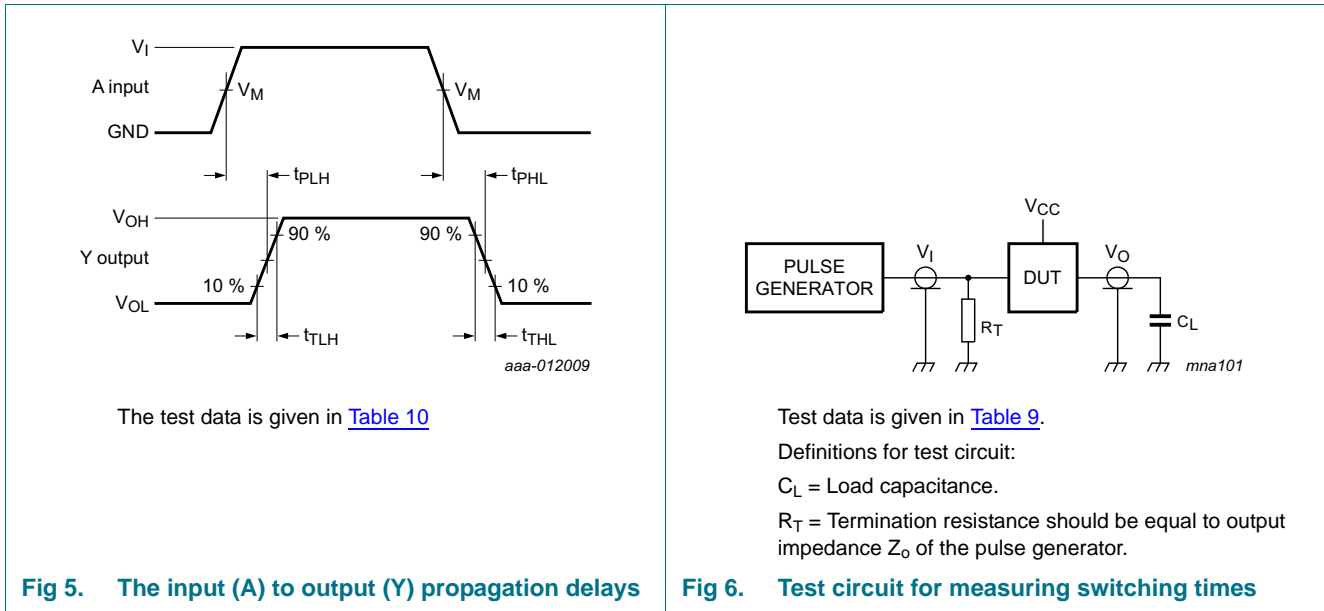 VI
A input
VM
VM
GND
tPLH
tPHL
VOH
90 %
90 %
Y output
10 %
10 %
VOL
tTLH
tTHL
aaa-012009
The test data is given in Table 10
Fig 5. The input (A) to output (Y) propagation delays
VCC
PULSE
GENERATOR
VI
DUT
VO
RT
CL
mna101
Test data is given in Table 9.
Definitions for test circuit:
CL = Load capacitance.
RT = Termination resistance should be equal to output
impedance Zo of the pulse generator.
Fig 6. Test circuit for measuring switching times